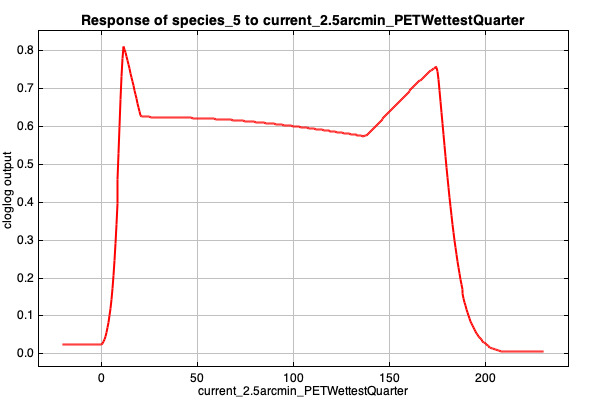 Response of species_5 to current_2.5arcmin_PETWettestQuarter
cloglog output
0.8
0.7
0.6
0.5
0.4
0.3
0.2
0.1
0.0
0 50 100 150 200
current_2.5arcmin_PETWettestQuarter